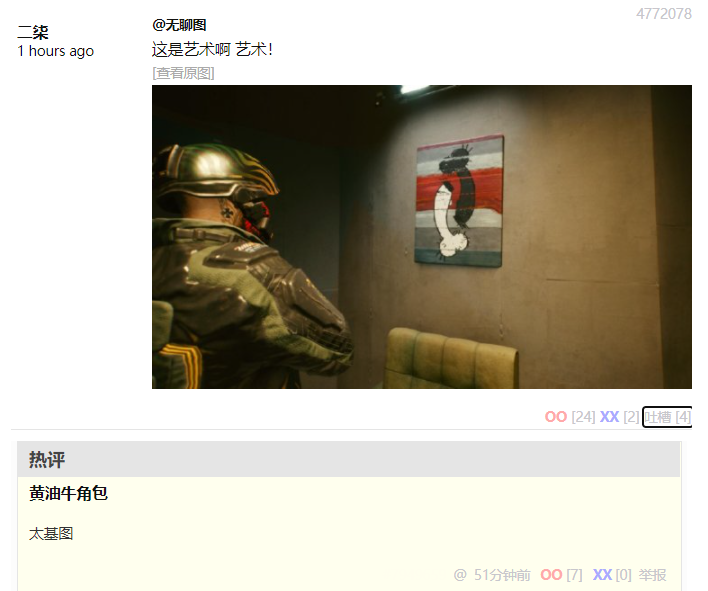 4772078
二柒
1 hours ago
@无聊图
这是艺术啊 艺术！
[查看原图]
OO [24] XX [2] 吐槽 [4]
热评
黄油牛角包
太基图
@ 51分钟前 OO [7] XX [0] 举报